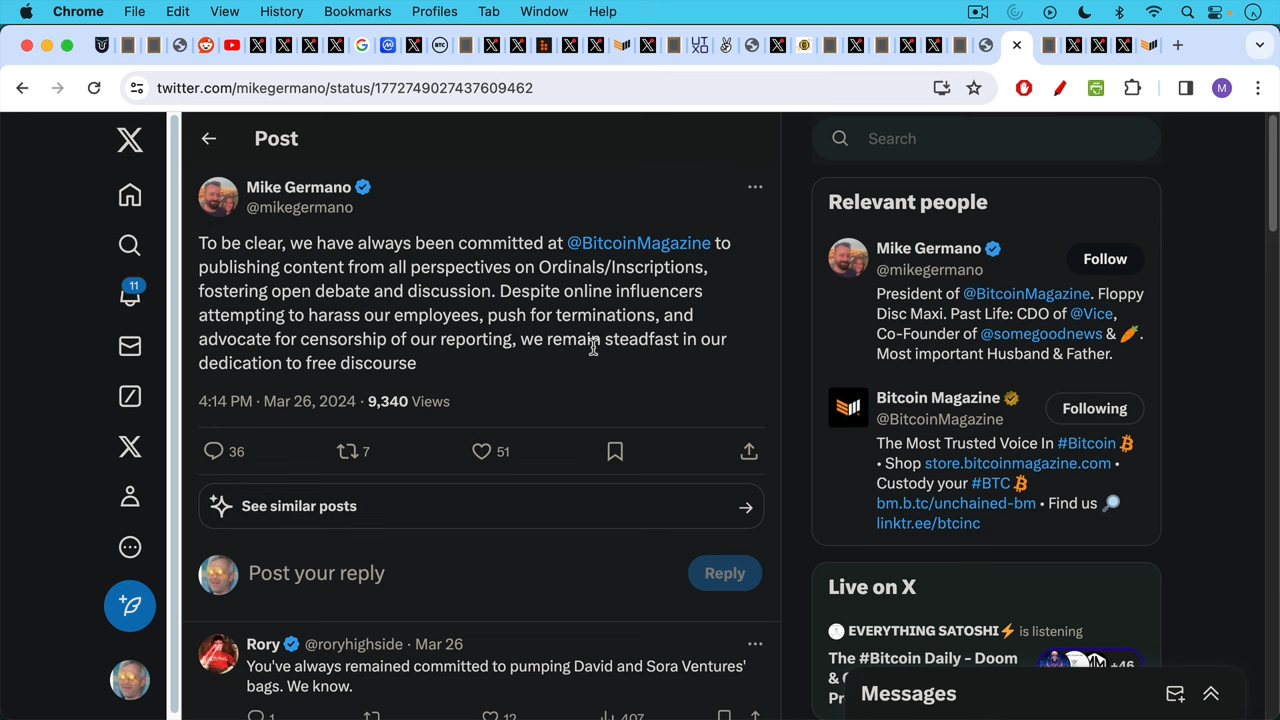 Chrome File Edit View History Bookmarks Profiles Tab Window Help
twitter.com/mikegermano/status/1772749027437609462
M
Post
Search
Mike Germano
@mikegermano
To be clear, we have always been committed at @BitcoinMagazine to
publishing content from all perspectives on Ordinals/Inscriptions,
fostering open debate and discussion. Despite online influencers
attempting to harass our employees, push for terminations, and
advocate for censorship of our reporting, we remain steadfast in our
dedication to free discourse
4:14 PM · Mar 26, 2024 · 9,340 Views
36 7 51
See similar posts
Post your reply
Reply
Rory @roryhighside · Mar 26
You've always remained committed to pumping David and Sora Ventures'
bags. We know.
1 12 407
11
Relevant people
Mike Germano
@mikegermano
Follow
President of @BitcoinMagazine. Floppy
Disc Maxi. Past Life: CDO of @Vice,
Co-Founder of @somegoodnews & 🥕.
Most important Husband & Father.
Bitcoin Magazine
@BitcoinMagazine
Following
The Most Trusted Voice In #Bitcoin
• Shop store.bitcoinmagazine.com •
Custody your #BTC
bm.b.tc/unchained-bm • Find us 🔎
linktr.ee/btcinc
Live on X
EVERYTHING SATOSHI⚡ is listening
The #Bitcoin Daily - Doom
+46
Messages